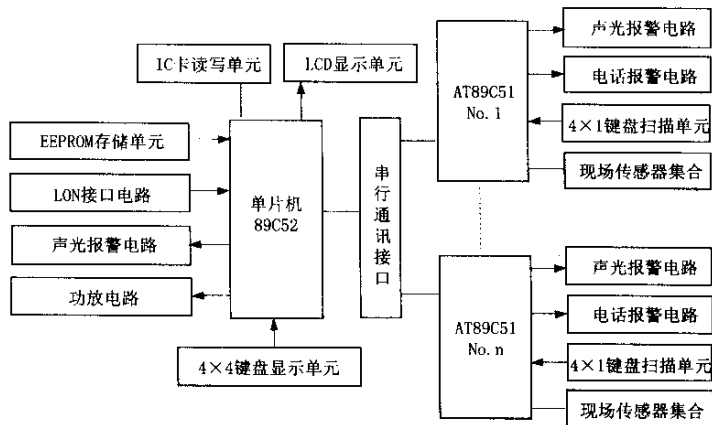 IC卡读写单元
LCD显示单元
EEPROM存储单元
LON接口电路
声光报警电路
功放电路
单片机
89C52
4×4键盘显示单元
串行通讯接口
AT89C51
No.1
声光报警电路
电话报警电路
4×1键盘扫描单元
现场传感器集合
AT89C51
No.n
声光报警电路
电话报警电路
4×1键盘扫描单元
现场传感器集合